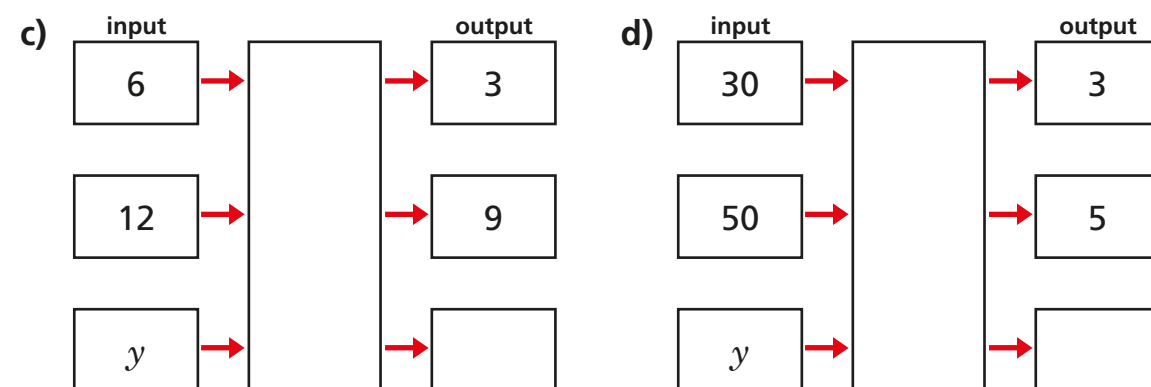 c) input output
6 3
12 9
y
d) input output
30 3
50 5
y